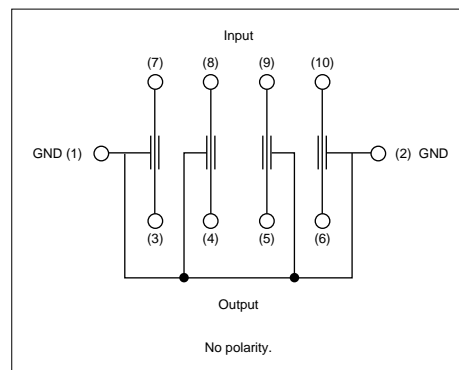 Input
(7) (8) (9) (10)
GND (1) (2) GND
(3) (4) (5) (6)
Output
No polarity.